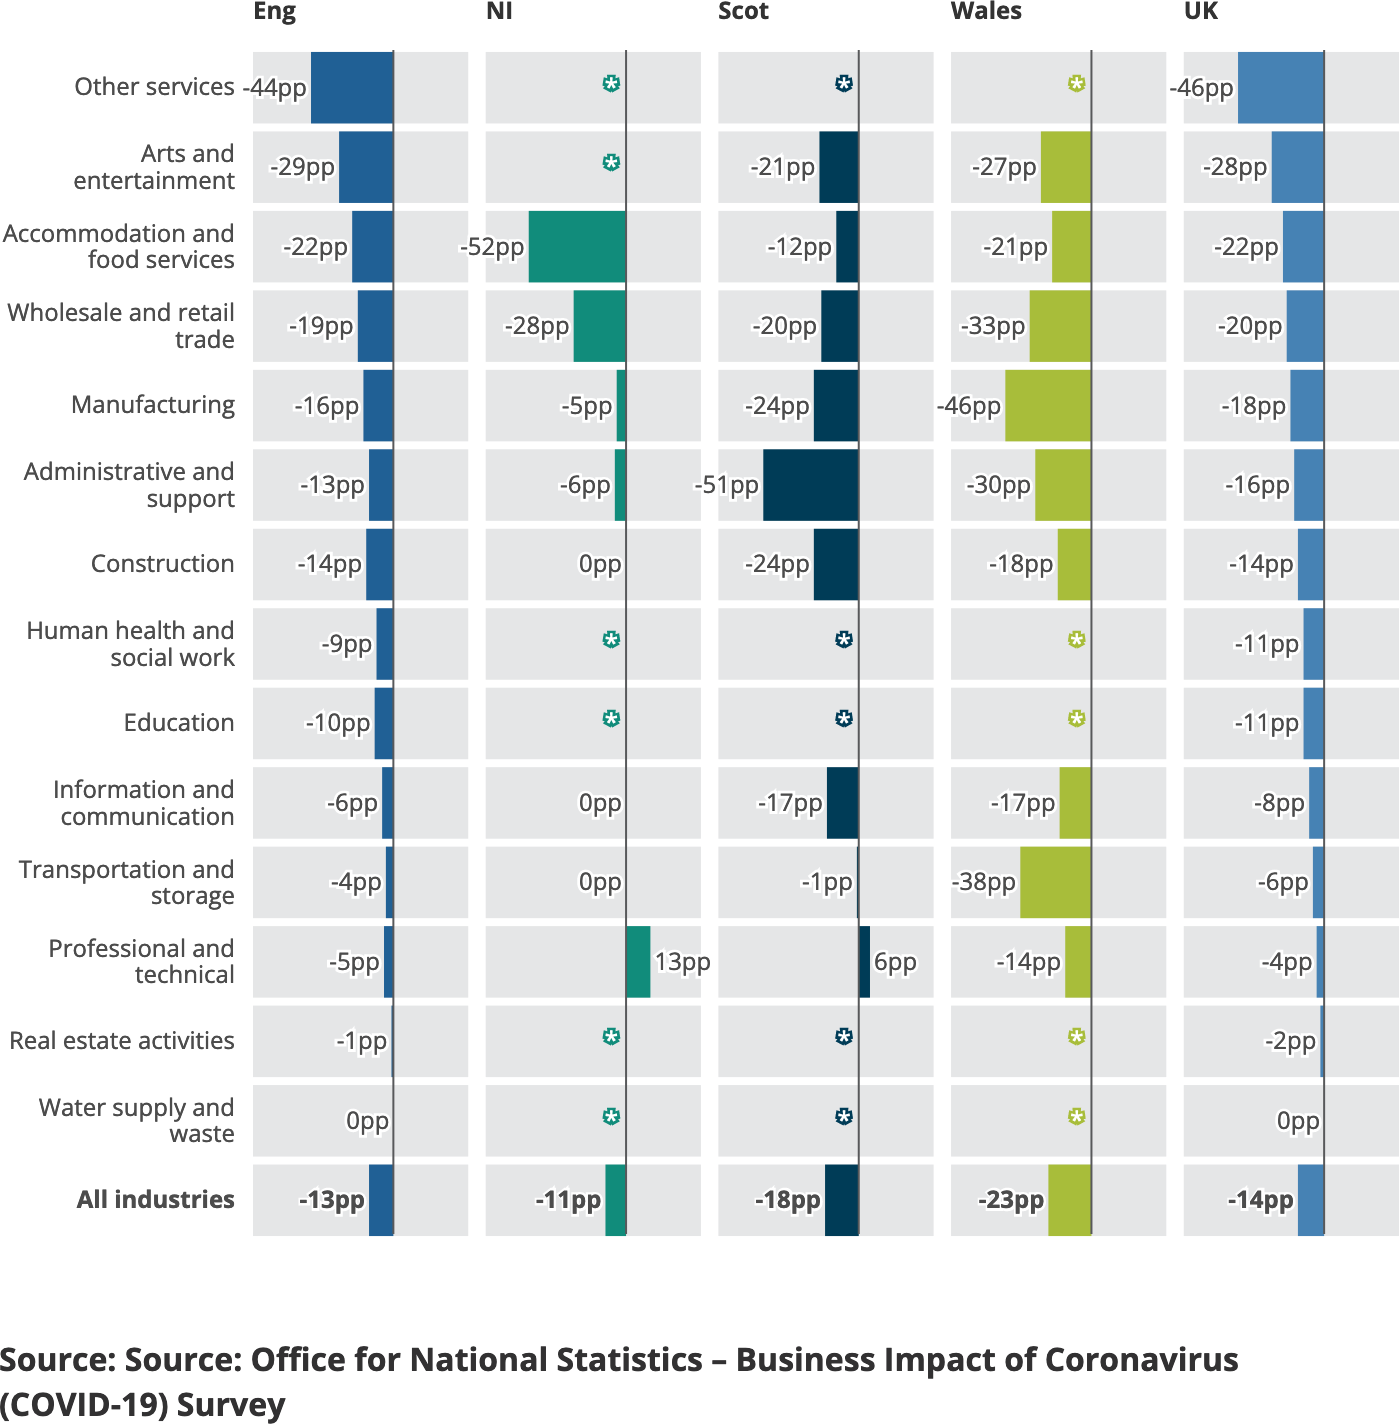 Eng NI Scot Wales UK
Other services -44pp * * * -46pp
Arts and
entertainment -29pp * -21pp -27pp -28pp
Accommodation and
food services -22pp -52pp -12pp -21pp -22pp
Wholesale and retail
trade -19pp -28pp -20pp -33pp -20pp
Manufacturing -16pp -5pp -24pp -46pp -18pp
Administrative and
support -13pp -6pp -51pp -30pp -16pp
Construction -14pp 0pp -24pp -18pp -14pp
Human health and
social work -9pp * * * -11pp
Education -10pp * * * -11pp
Information and
communication -6pp 0pp -17pp -17pp -8pp
Transportation and
storage -4pp 0pp -1pp -38pp -6pp
Professional and
technical -5pp 13pp 6pp -14pp -4pp
Real estate activities -1pp * * * -2pp
Water supply and
waste 0pp * * * 0pp
All industries -13pp -11pp -18pp -23pp -14pp
Source: Source: Office for National Statistics – Business Impact of Coronavirus
(COVID-19) Survey